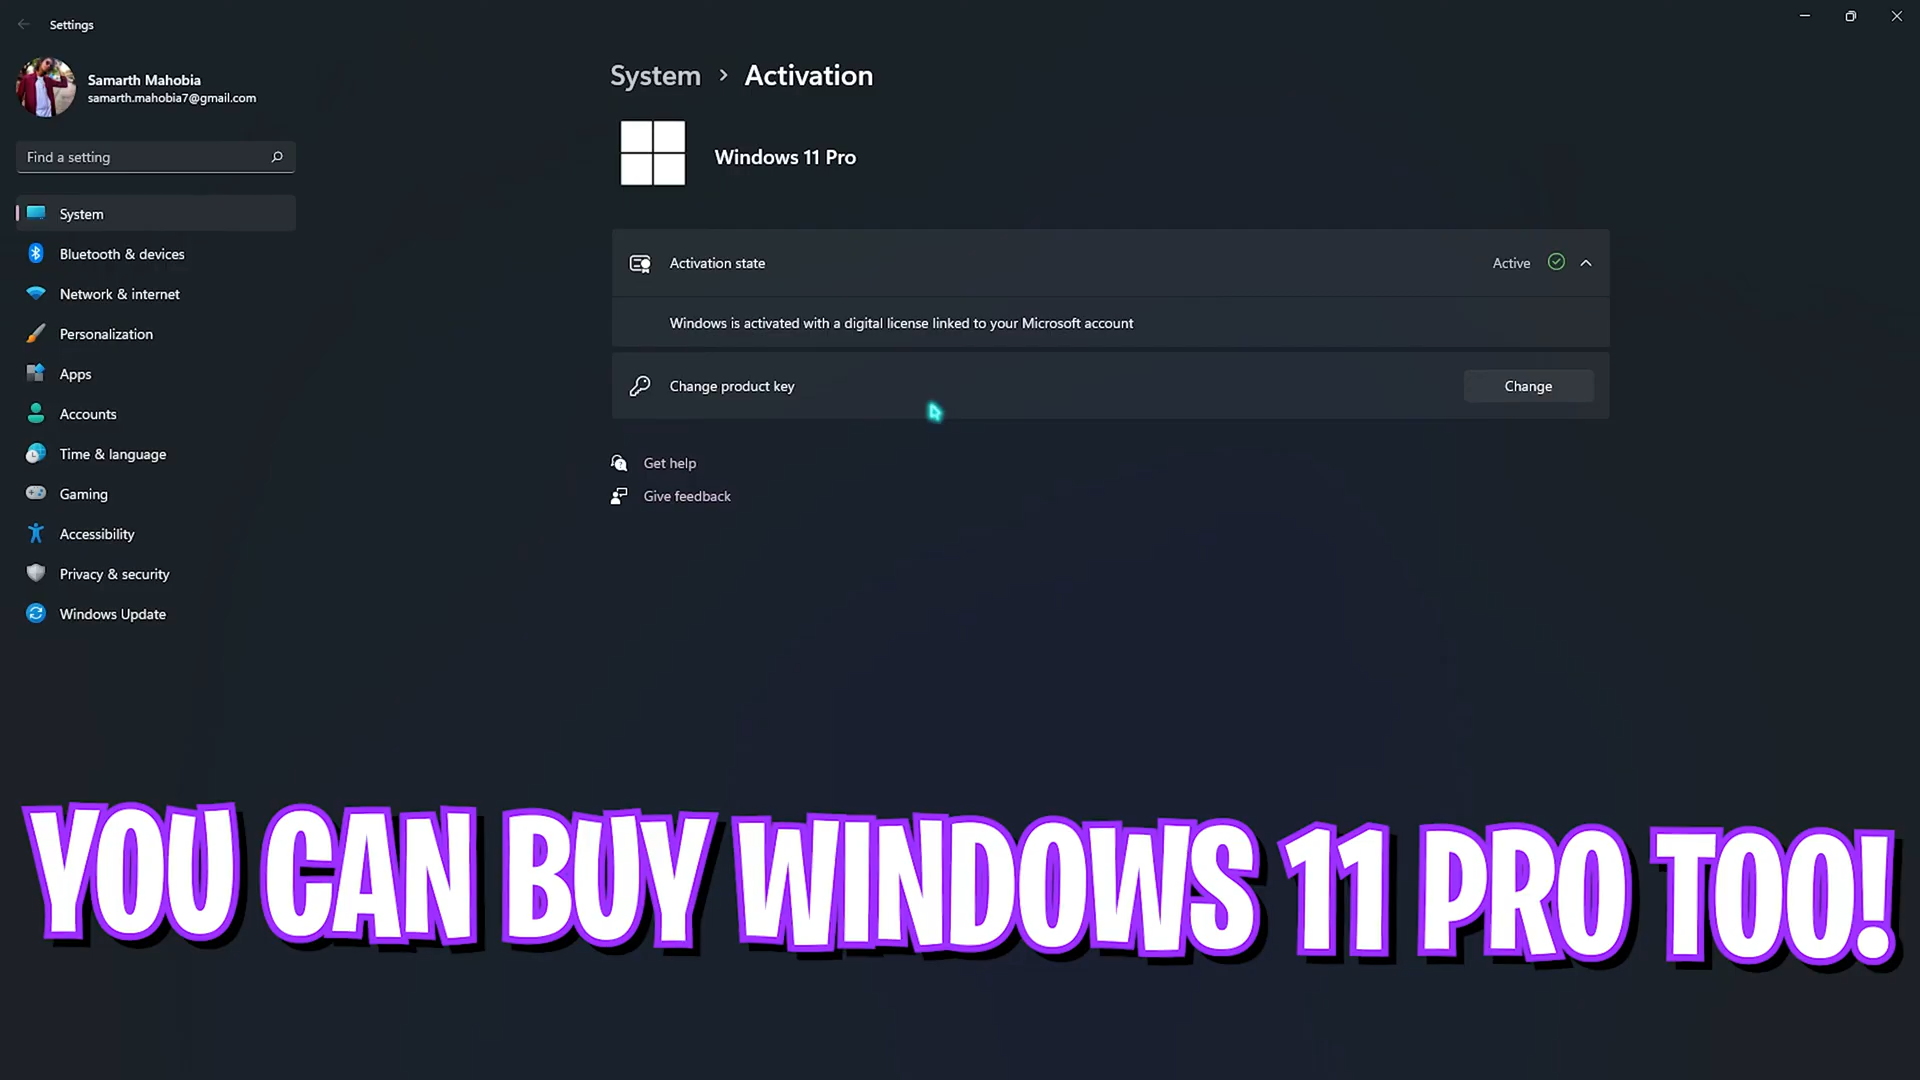 Settings
Samarth Mahobia
samarth.mahobia7@gmail.com
Find a setting
System
Bluetooth & devices
Network & internet
Personalization
Apps
Accounts
Time & language
Gaming
Accessibility
Privacy & security
Windows Update
System > Activation
Windows 11 Pro
Activation state Active
Windows is activated with a digital license linked to your Microsoft account
Change product key Change
Get help
Give feedback
YOU CAN BUY WINDOWS 11 PRO TOO!